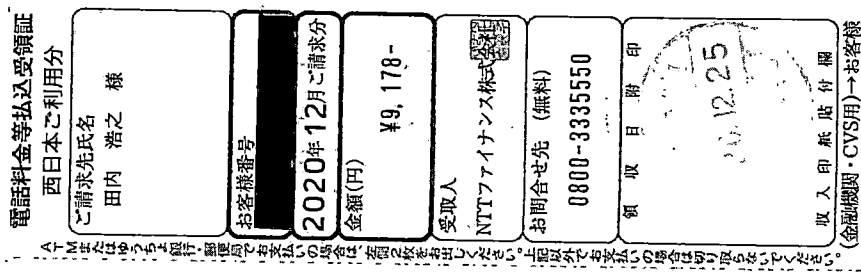 電話料金等払込受領証
西日本ご利用分
ご請求先氏名
田内 浩之 様
お客様番号
2020年12月ご請求分
金額(円)
¥9,178-
受取人
NTTファイナンス株式会社
お問合せ先 (無料)
0800-3335550
領収日附印
12.25
収入印紙貼付欄
(金融機関・CVS用)→お客様
ATMまたはゆうちょ銀行・郵便局でお支払いの場合は、左側2枚をお出しください。上記以外でお支払いの場合は切り取らないでください。